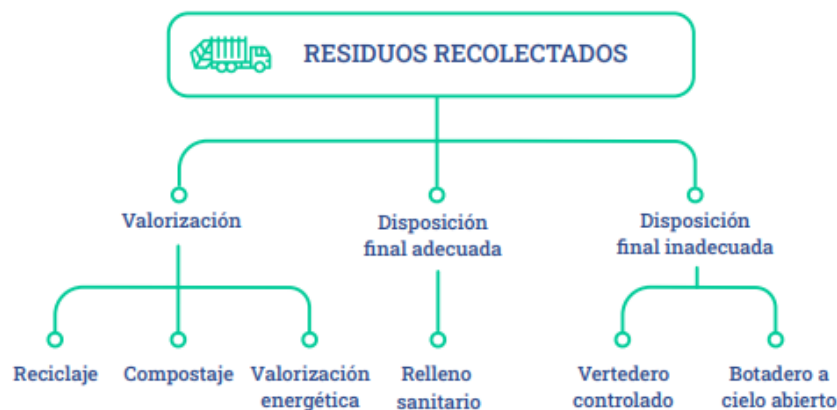 RESIDUOS RECOLECTADOS
Valorización
Disposición
final adecuada
Disposición
final inadecuada
Reciclaje
Compostaje
Valorización
energética
Relleno
sanitario
Vertedero
controlado
Botadero a
cielo abierto